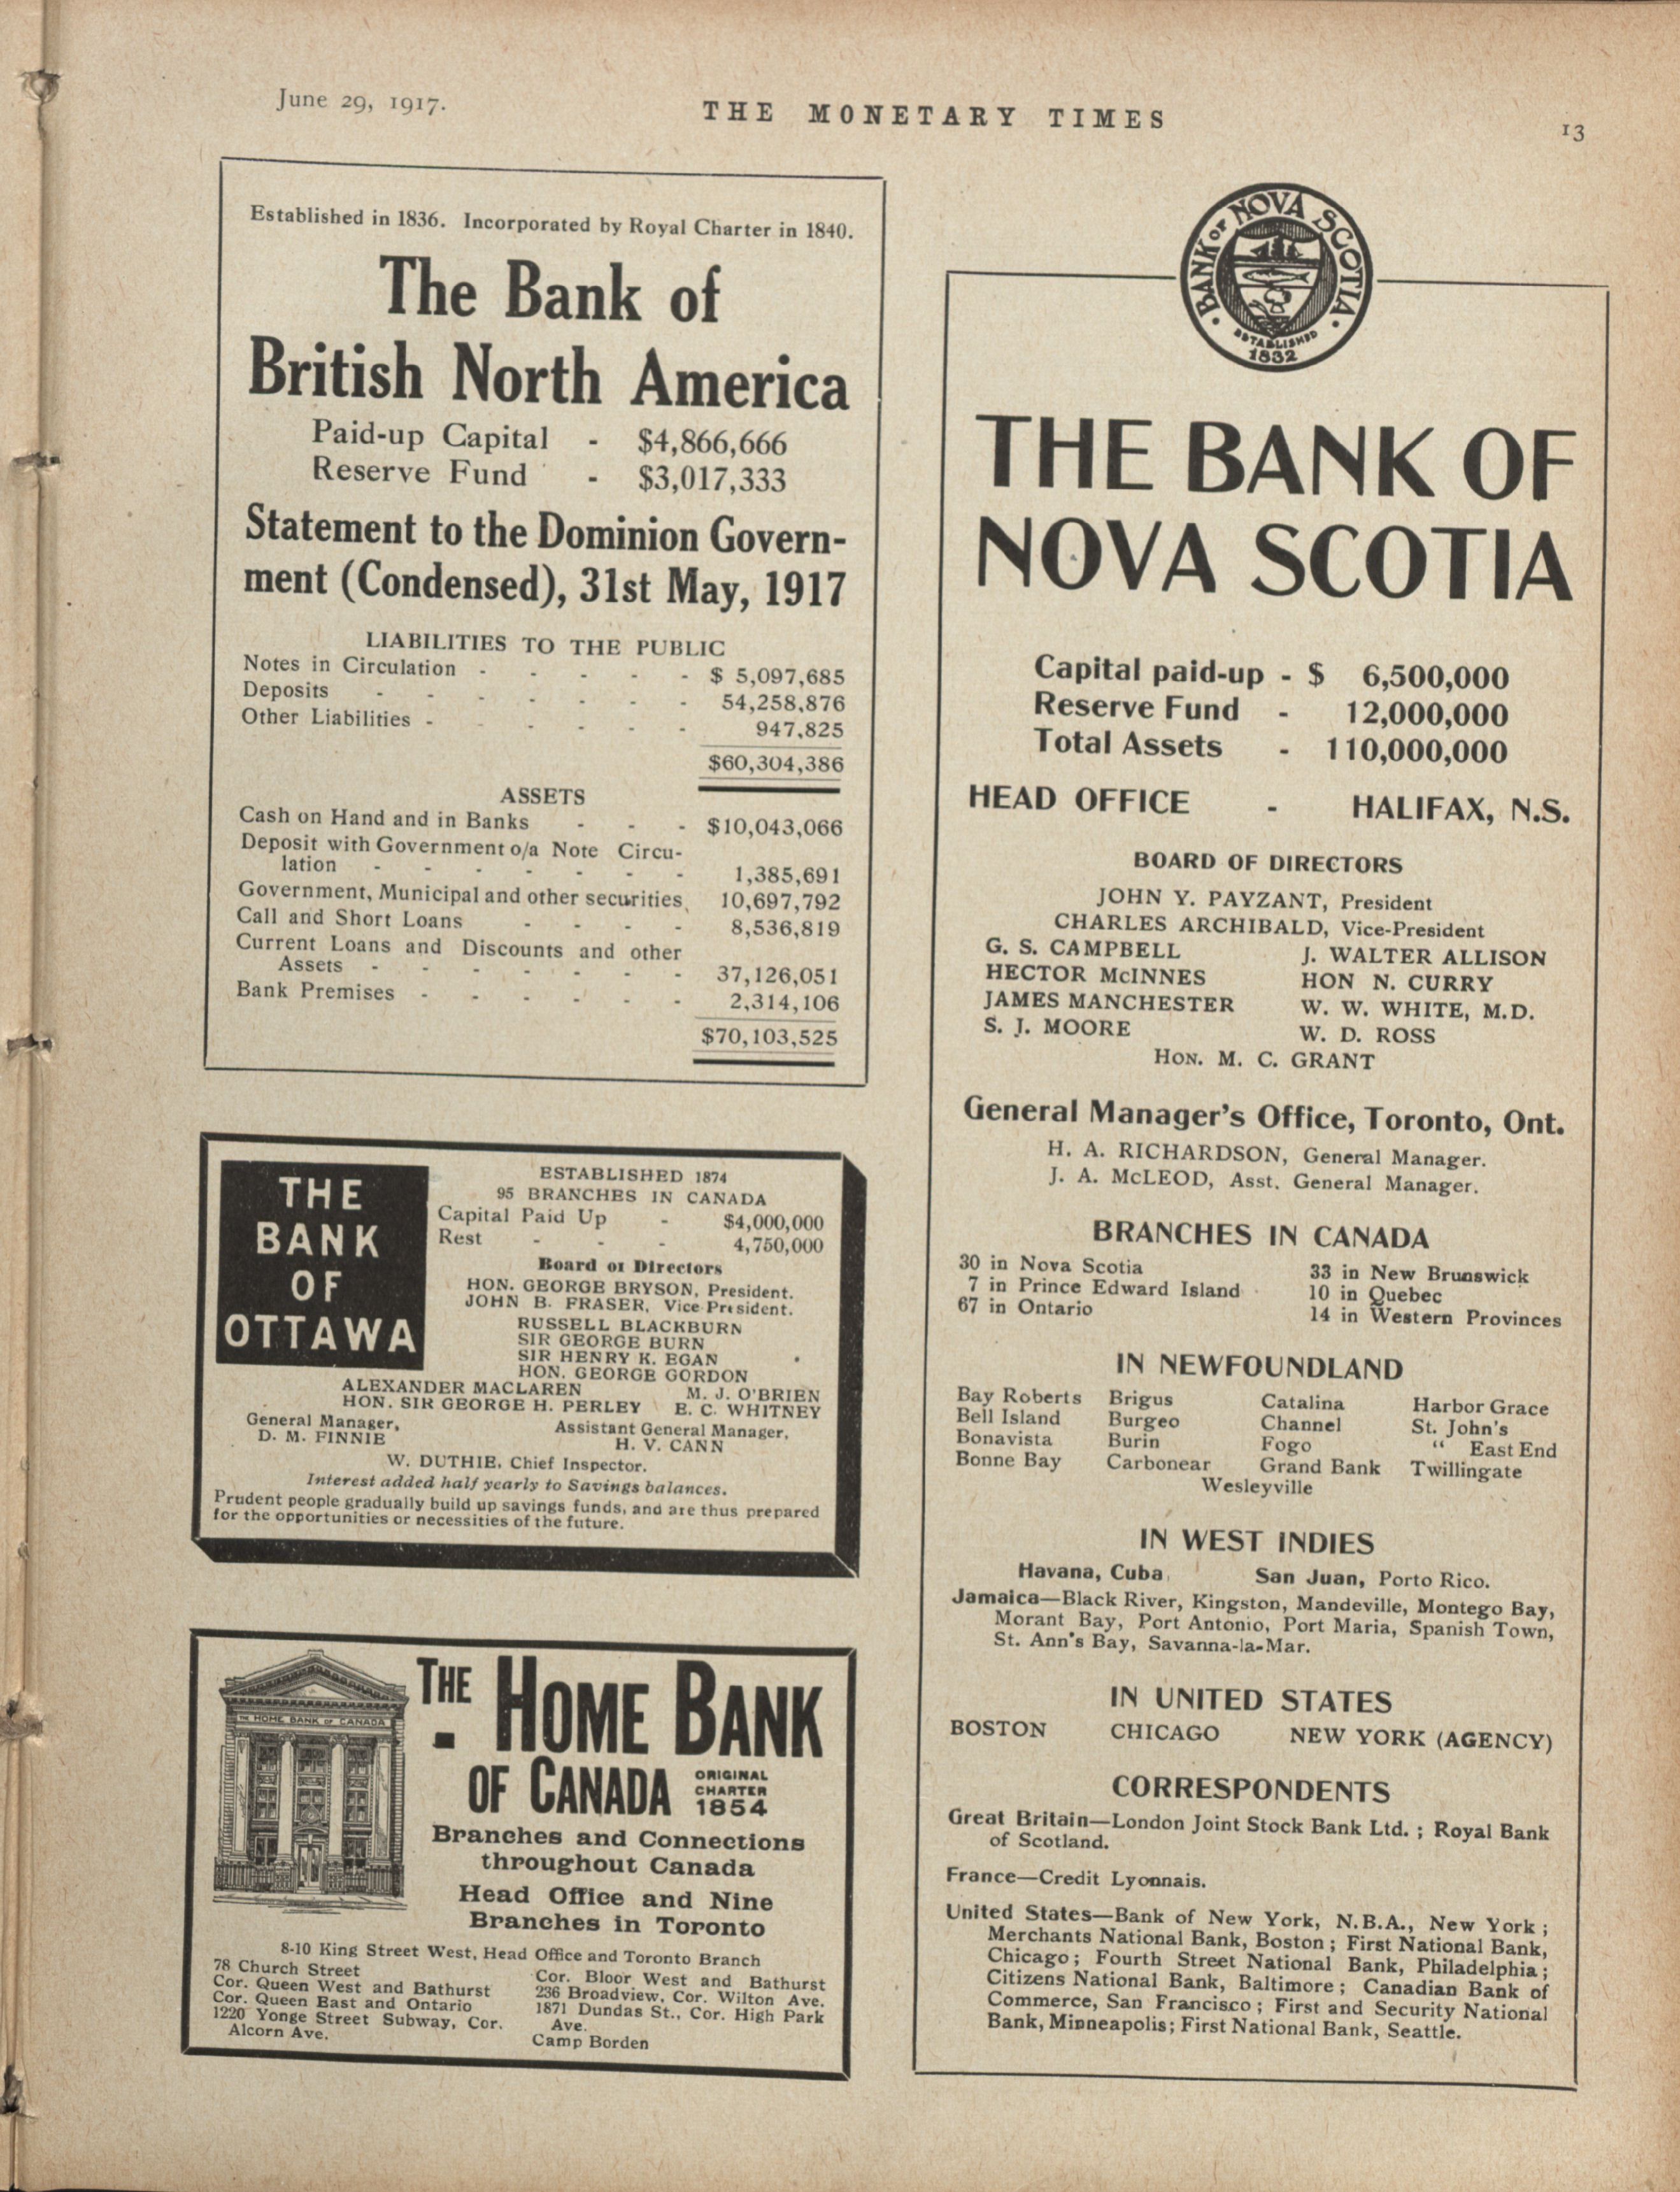 June 29, 1917.
THE MONETARY TIMES
13
Established in 1836. Incorporated by Royal Charter in 1840.
The Bank of
British North America
Paid-up Capital - $4,866,666
Reserve Fund - $3,017,333
Statement to the Dominion Govern-
ment (Condensed), 31st May, 1917
LIABILITIES TO THE PUBLIC
Notes in Circulation - - - - - $ 5,097,685
Deposits - - - - - - - 54,258,876
Other Liabilities - - - - - - 947,825
$60,304,386
ASSETS
Cash on Hand and in Banks - - - $10,043,066
Deposit with Government o/a Note Circu-
lation - - - - - - - 1,385,691
Government, Municipal and other securities, 10,697,792
Call and Short Loans - - - - 8,536,819
Current Loans and Discounts and other
Assets - - - - - - - 37,126,051
Bank Premises - - - - - - 2,314,106
$70,103,525
THE
BANK
OF
OTTAWA
ESTABLISHED 1874
95 BRANCHES IN CANADA
Capital Paid Up - $4,000,000
Rest - - - 4,750,000
Board of Directors
HON. GEORGE BRYSON, President.
JOHN B. FRASER, Vice-President.
RUSSELL BLACKBURN
SIR GEORGE BURN
SIR HENRY K. EGAN
HON. GEORGE GORDON
ALEXANDER MACLAREN M. J. O'BRIEN
HON. SIR GEORGE H. PERLEY E. C. WHITNEY
General Manager, Assistant General Manager,
D. M. FINNIE H. V. CANN
W. DUTHIE, Chief Inspector.
Interest added half yearly to Savings balances.
Prudent people gradually build up savings funds, and are thus prepared
for the opportunities or necessities of the future.
THE HOME BANK OF CANADA
THE HOME BANK
OF CANADA ORIGINAL
CHARTER
1854
Branches and Connections
throughout Canada
Head Office and Nine
Branches in Toronto
8-10 King Street West, Head Office and Toronto Branch
78 Church Street
Cor. Queen West and Bathurst
Cor. Queen East and Ontario
1220 Yonge Street Subway, Cor.
Alcorn Ave.
Cor. Bloor West and Bathurst
236 Broadview, Cor. Wilton Ave.
1871 Dundas St., Cor. High Park
Ave.
Camp Borden
BANK OF NOVA SCOTIA
ESTABLISHED
1832
THE BANK OF
NOVA SCOTIA
Capital paid-up - $ 6,500,000
Reserve Fund - 12,000,000
Total Assets - 110,000,000
HEAD OFFICE - HALIFAX, N.S.
BOARD OF DIRECTORS
JOHN Y. PAYZANT, President
CHARLES ARCHIBALD, Vice-President
G. S. CAMPBELL J. WALTER ALLISON
HECTOR McINNES HON N. CURRY
JAMES MANCHESTER W. W. WHITE, M.D.
S. J. MOORE W. D. ROSS
HON. M. C. GRANT
General Manager's Office, Toronto, Ont.
H. A. RICHARDSON, General Manager.
J. A. McLEOD, Asst. General Manager.
BRANCHES IN CANADA
30 in Nova Scotia 33 in New Brunswick
7 in Prince Edward Island 10 in Quebec
67 in Ontario 14 in Western Provinces
IN NEWFOUNDLAND
Bay Roberts Brigus Catalina Harbor Grace
Bell Island Burgeo Channel St. John's
Bonavista Burin Fogo " East End
Bonne Bay Carbonear Grand Bank Twillingate
Wesleyville
IN WEST INDIES
Havana, Cuba San Juan, Porto Rico.
Jamaica—Black River, Kingston, Mandeville, Montego Bay,
Morant Bay, Port Antonio, Port Maria, Spanish Town,
St. Ann's Bay, Savanna-la-Mar.
IN UNITED STATES
BOSTON CHICAGO NEW YORK (AGENCY)
CORRESPONDENTS
Great Britain—London Joint Stock Bank Ltd. ; Royal Bank
of Scotland.
France—Credit Lyonnais.
United States—Bank of New York, N.B.A., New York ;
Merchants National Bank, Boston ; First National Bank,
Chicago ; Fourth Street National Bank, Philadelphia ;
Citizens National Bank, Baltimore ; Canadian Bank of
Commerce, San Francisco ; First and Security National
Bank, Minneapolis ; First National Bank, Seattle.